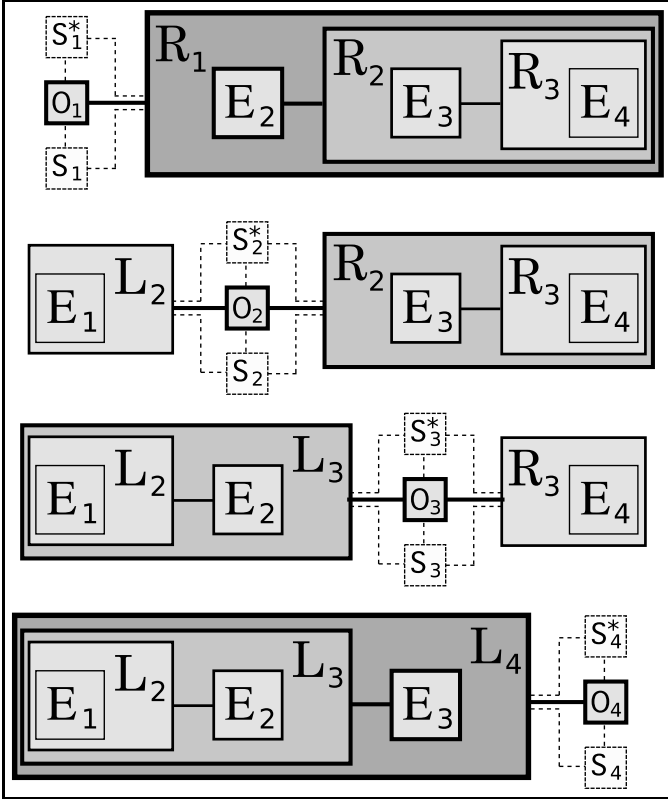 S*₁
R₁
R₂
R₃
O₁
E₂
E₃
E₄
S₁
S*₂
L₂
R₂
R₃
E₁
O₂
E₃
E₄
S₂
S*₃
L₂
L₃
R₃
E₁
E₂
O₃
E₄
S₃
S*₄
L₂
L₃
L₄
E₁
E₂
E₃
O₄
S₄